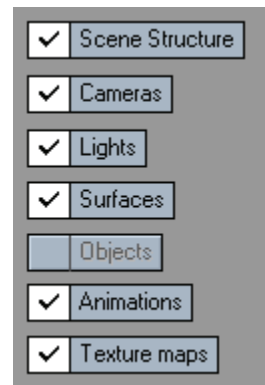 Scene Structure
Cameras
Lights
Surfaces
Objects
Animations
Texture maps